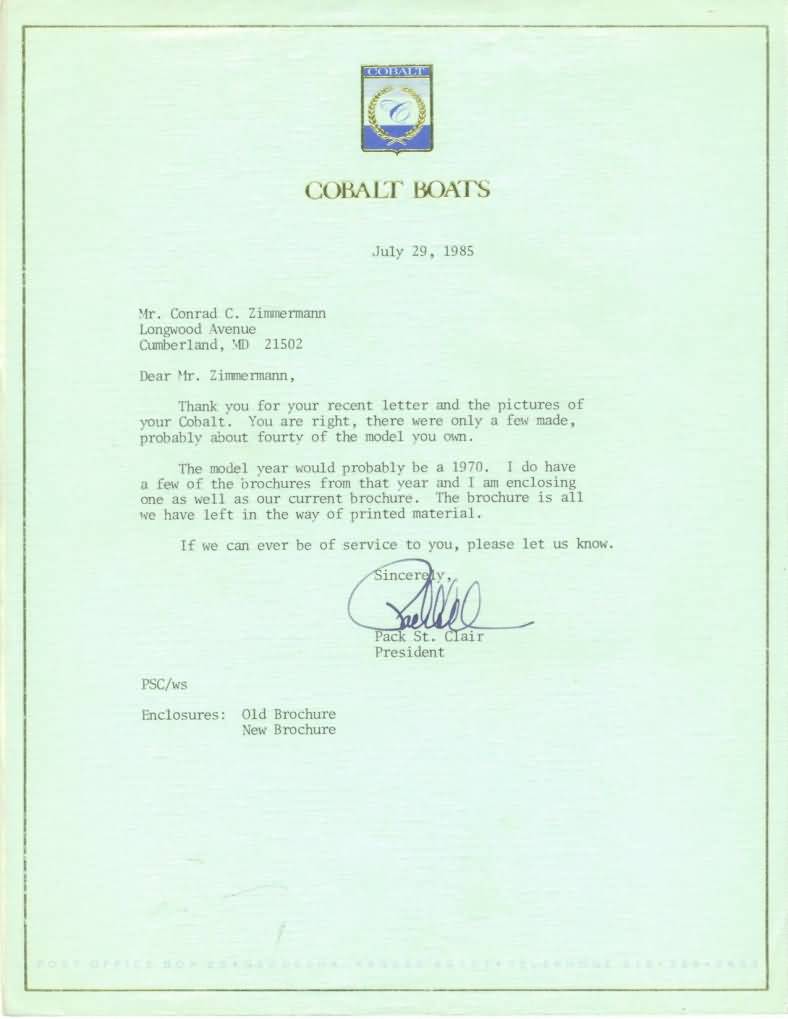 COBALT
C
COBALT BOATS
July 29, 1985
Mr. Conrad C. Zimmermann
Longwood Avenue
Cumberland, MD 21502
Dear Mr. Zimmermann,
Thank you for your recent letter and the pictures of
your Cobalt. You are right, there were only a few made,
probably about fourty of the model you own.
The model year would probably be a 1970. I do have
a few of the brochures from that year and I am enclosing
one as well as our current brochure. The brochure is all
we have left in the way of printed material.
If we can ever be of service to you, please let us know.
Sincerely,
Pack St. Clair
President
PSC/ws
Enclosures: Old Brochure
New Brochure
POST OFFICE BOX